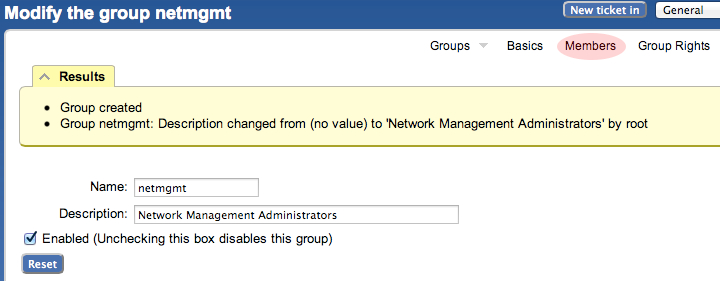 Modify the group netmgmt
New ticket in General
Groups Basics Members Group Rights
Results
Group created
Group netmgmt: Description changed from (no value) to 'Network Management Administrators' by root
Name: netmgmt
Description: Network Management Administrators
Enabled (Unchecking this box disables this group)
Reset